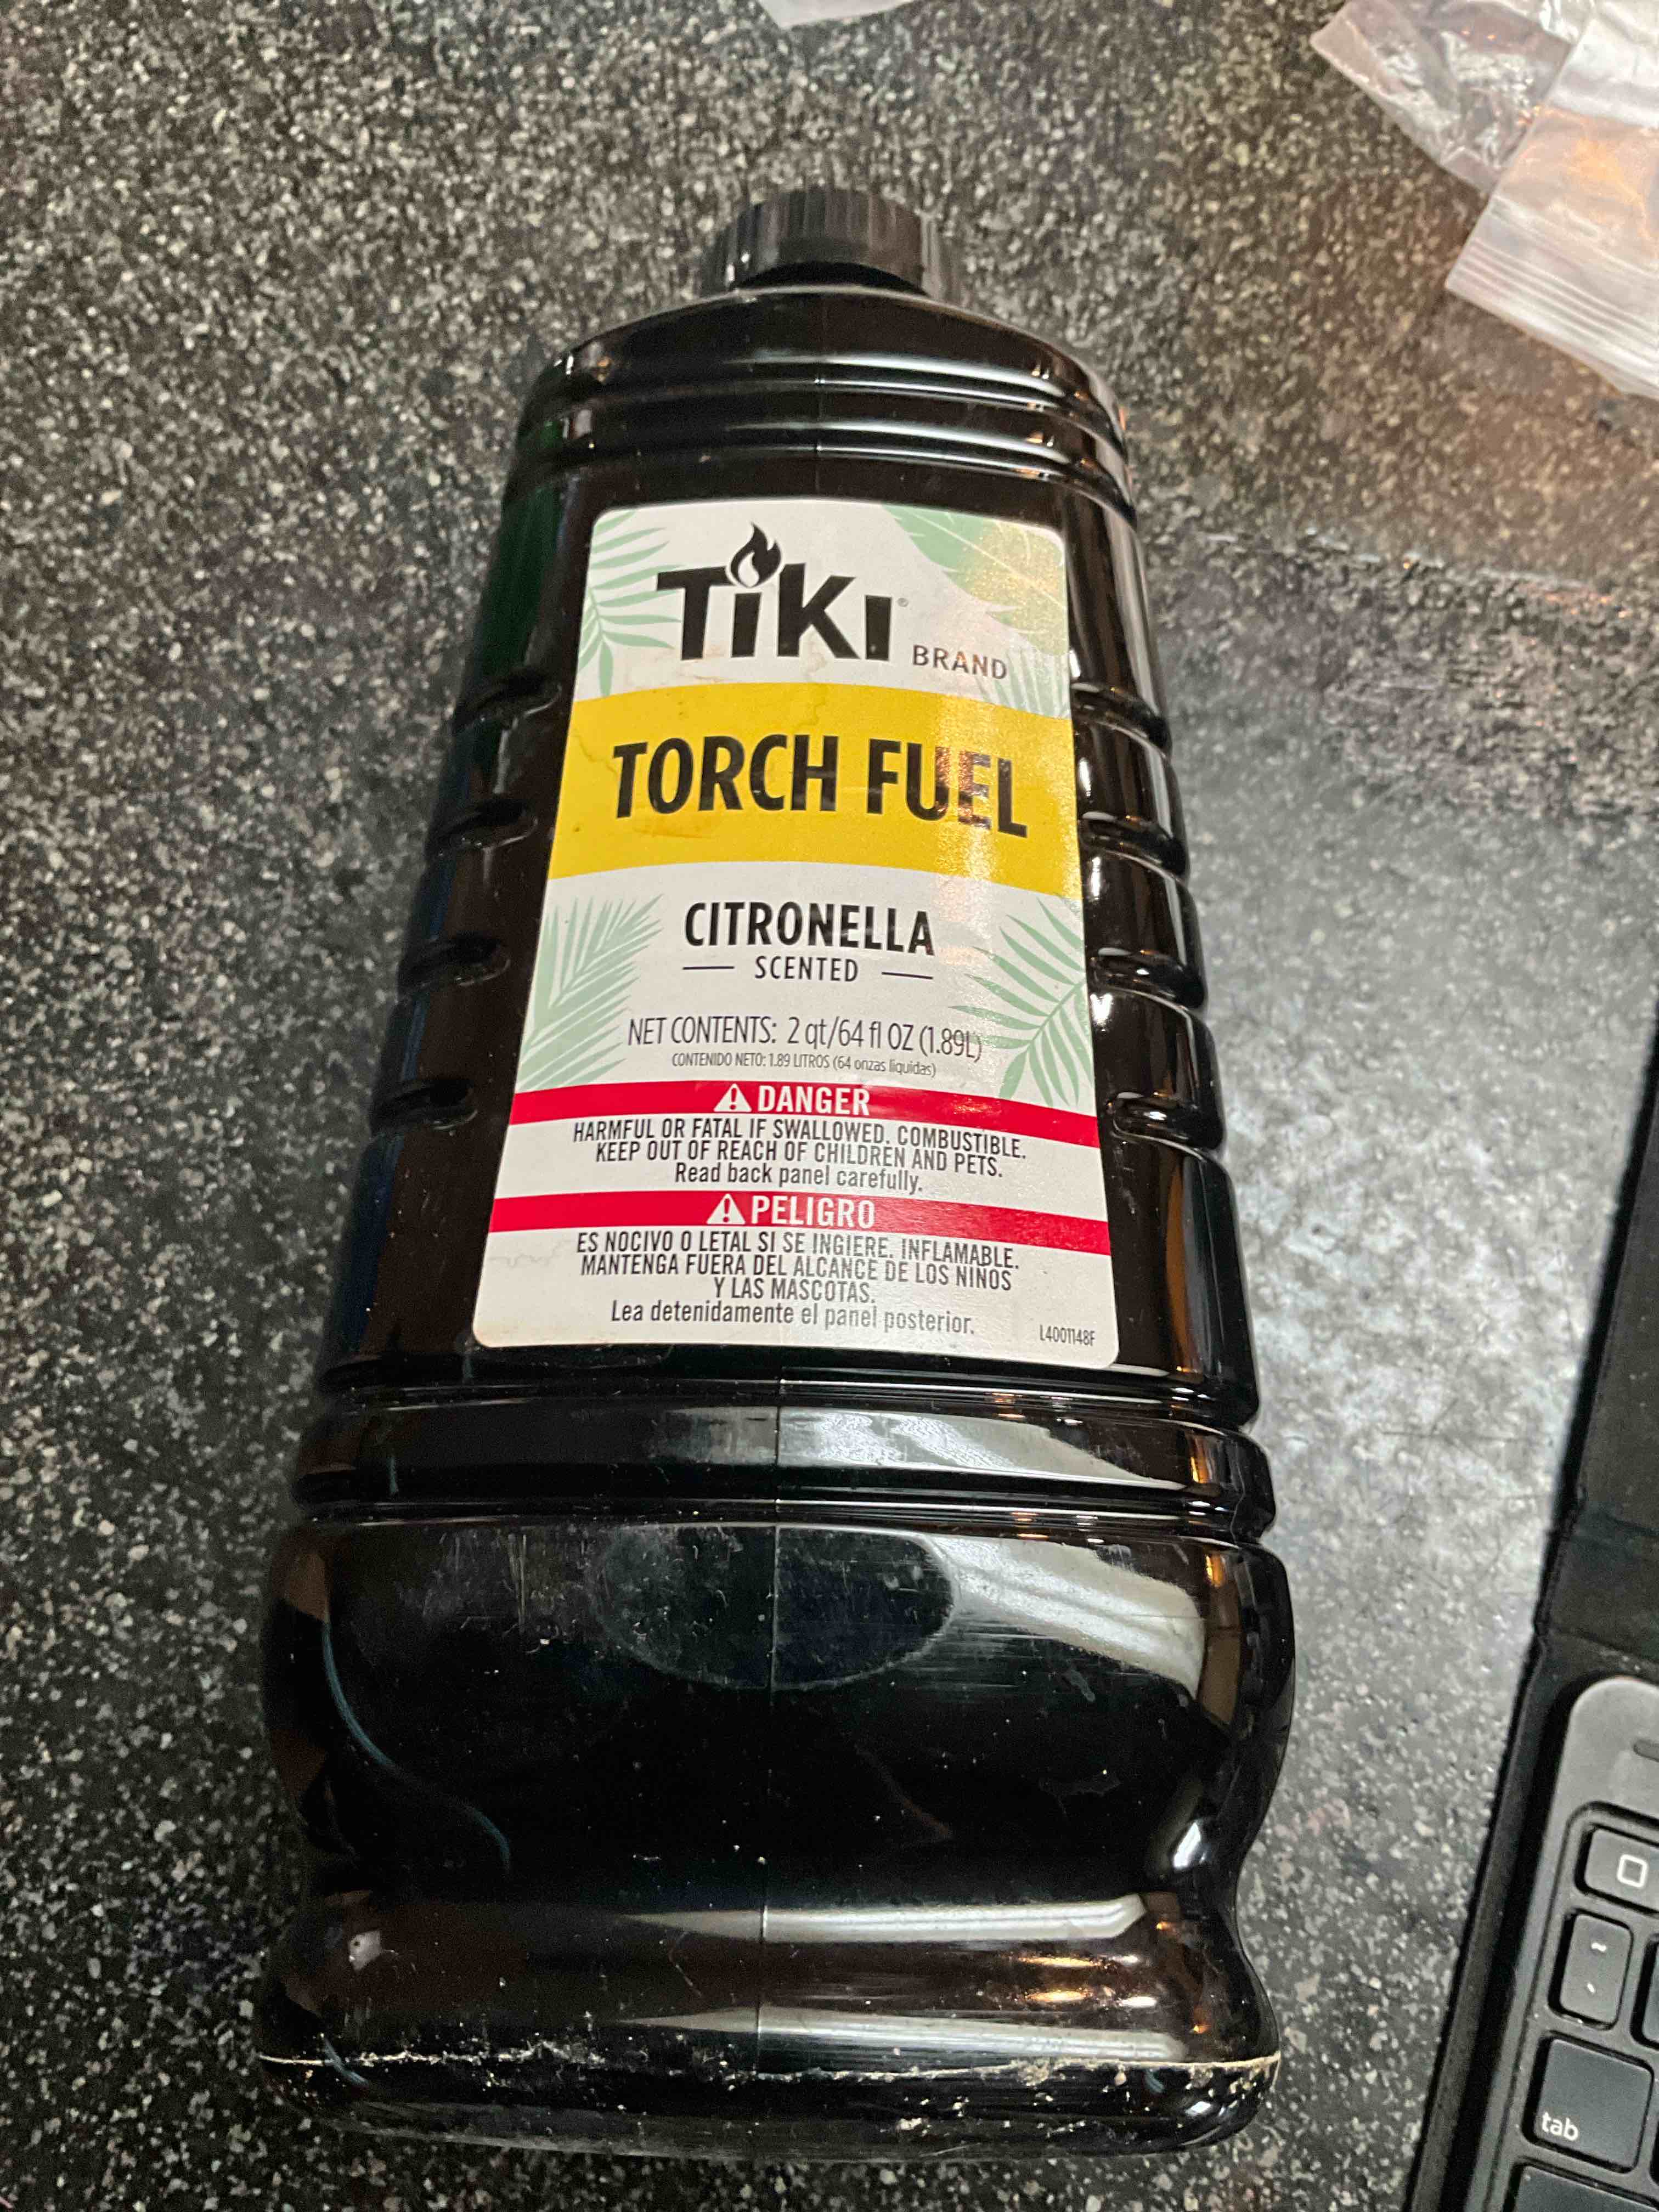 TiKI® BRAND
TORCH FUEL
CITRONELLA
SCENTED
NET CONTENTS: 2 qt/64 fl OZ (1.89L)
CONTENIDO NETO: 1.89 LITROS (64 onzas liquidas)
⚠ DANGER
HARMFUL OR FATAL IF SWALLOWED. COMBUSTIBLE.
KEEP OUT OF REACH OF CHILDREN AND PETS.
Read back panel carefully.
⚠ PELIGRO
ES NOCIVO O LETAL SI SE INGIERE. INFLAMABLE.
MANTENGA FUERA DEL ALCANCE DE LOS NINOS
Y LAS MASCOTAS.
Lea detenidamente el panel posterior.
L4001148F
~
tab